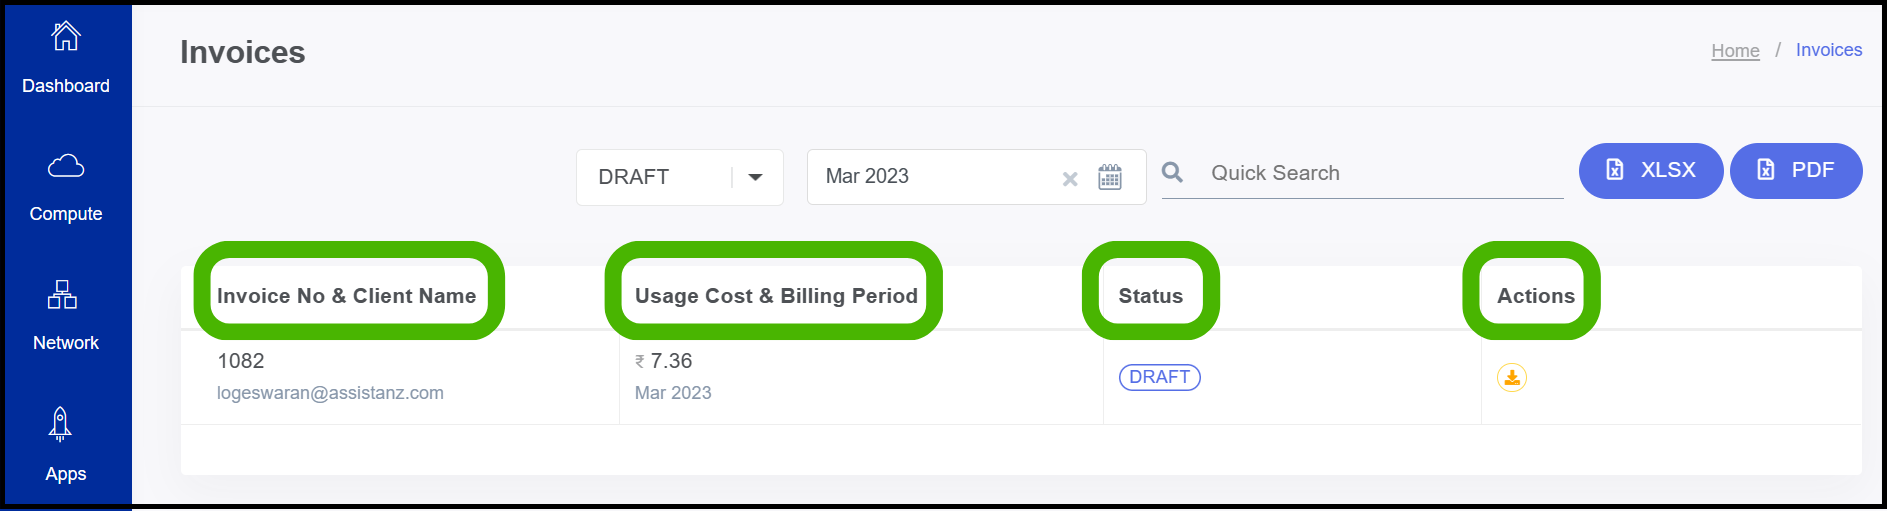 Dashboard
Compute
Network
Apps
Invoices
Home / Invoices
DRAFT
Mar 2023
Quick Search
XLSX
PDF
Invoice No & Client Name
Usage Cost & Billing Period
Status
Actions
1082
logeswaran@assistanz.com
₹ 7.36
Mar 2023
DRAFT